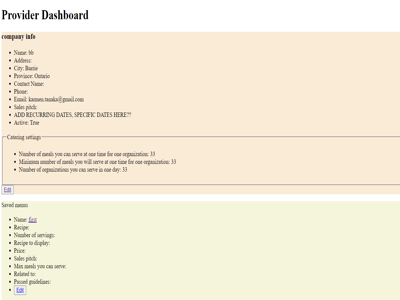 Provider Dashboard
company info
Name: blr
Address:
City: Barrie
Province: Ontario
Contact Name:
Phone:
Email: karmen.tanaka@gmail.com
Sales pitch:
ADD RECURRING DATES, SPECIFIC DATES HERE??
Active: True
Catering settings
Number of meals you can serve at one time for one organization: 33
Minimum number of meals you will serve at one time for one organization: 33
Number of organizations you can serve in one day: 33
Edit
Saved menus
Name: first
Recipe:
Number of servings:
Recipe to display:
Price:
Sales pitch:
Max meals you can serve:
Related to:
Passed guidelines:
Edit